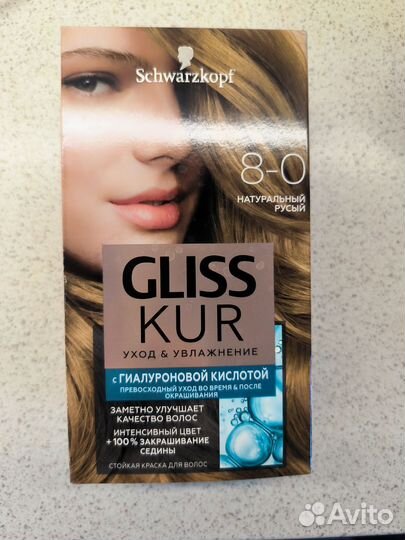 Schwarzkopf
8-0
НАТУРАЛЬНЫЙ
РУСЫЙ
GLISS
KUR
УХОД & УВЛАЖНЕНИЕ
с ГИАЛУРОНОВОЙ КИСЛОТОЙ
ПРЕВОСХОДНЫЙ УХОД ВО ВРЕМЯ & ПОСЛЕ
ОКРАШИВАНИЯ
ЗАМЕТНО УЛУЧШАЕТ
КАЧЕСТВО ВОЛОС
ИНТЕНСИВНЫЙ ЦВЕТ
+100% ЗАКРАШИВАНИЕ
СЕДИНЫ
СТОЙКАЯ КРАСКА ДЛЯ ВОЛОС
Avito